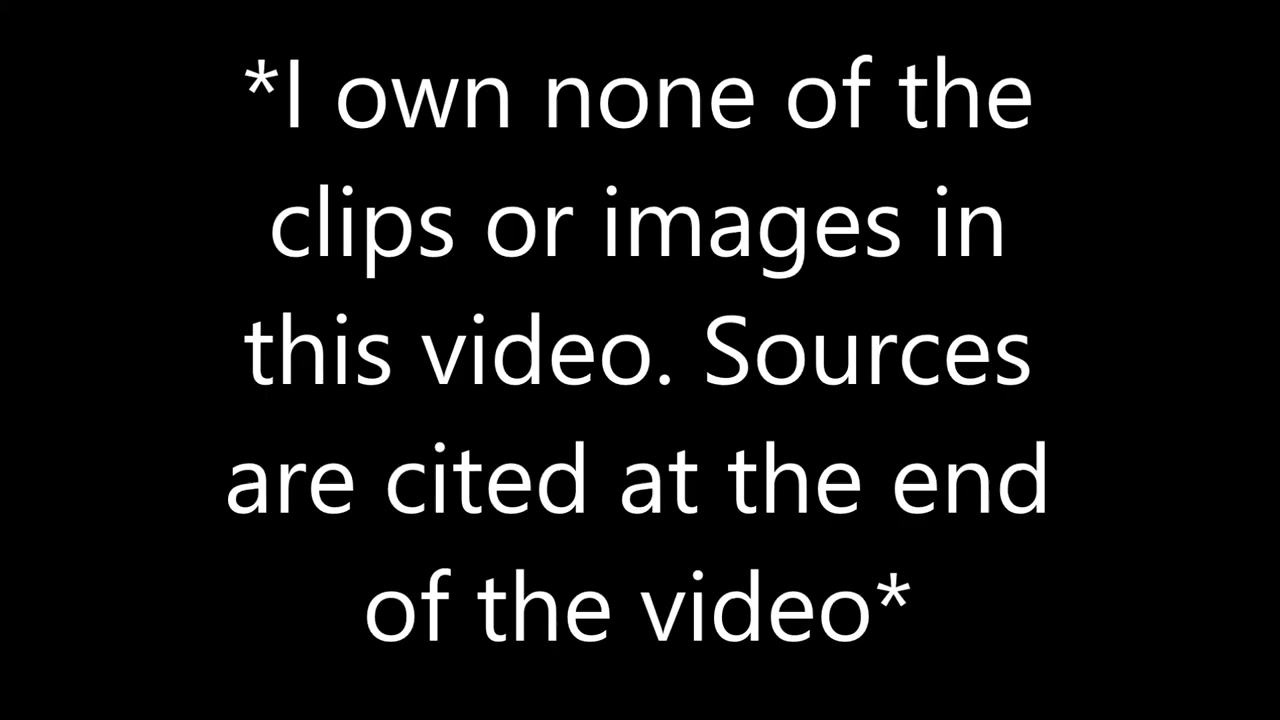 *I own none of the
clips or images in
this video. Sources
are cited at the end
of the video*